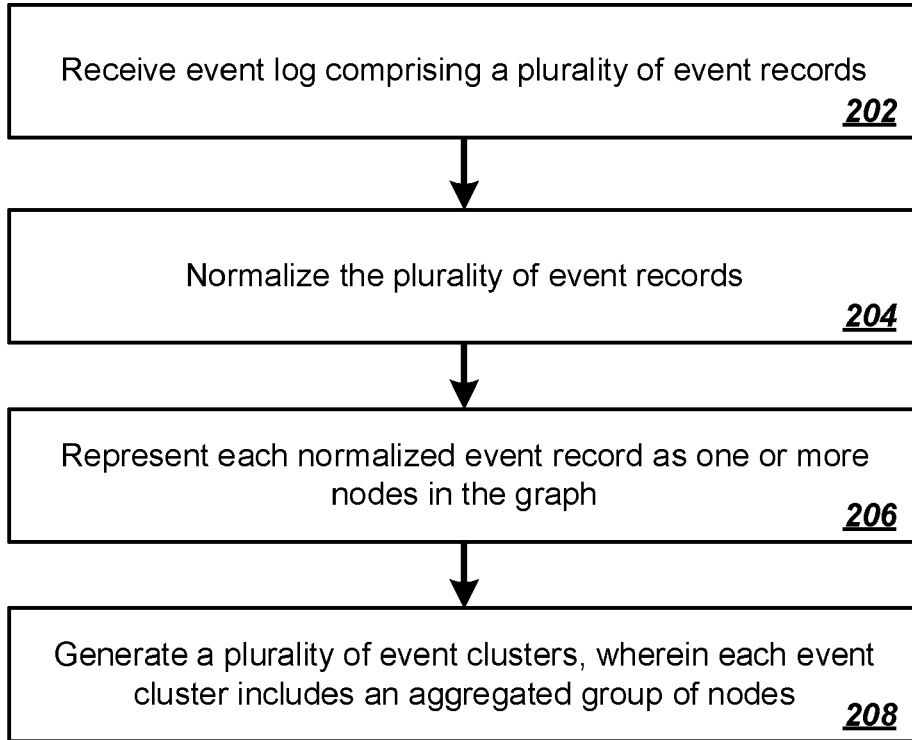 Receive event log comprising a plurality of event records
202
Normalize the plurality of event records
204
Represent each normalized event record as one or more
nodes in the graph
206
Generate a plurality of event clusters, wherein each event
cluster includes an aggregated group of nodes
208